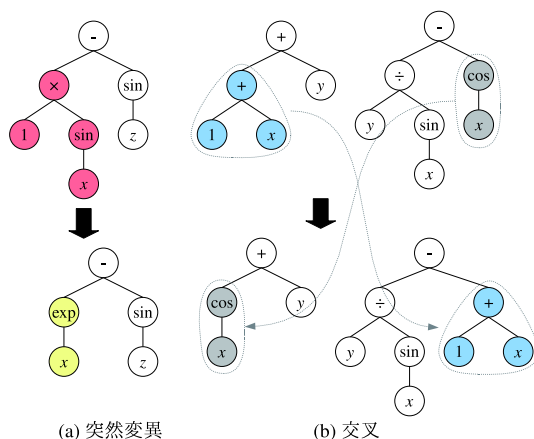 -
× sin
1 sin z
x
-
exp sin
x z
+
+ y
1 x
-
÷ cos
y sin x
x
+
cos y
x
-
÷ +
y sin 1 x
x
(a) 突然変異
(b) 交叉